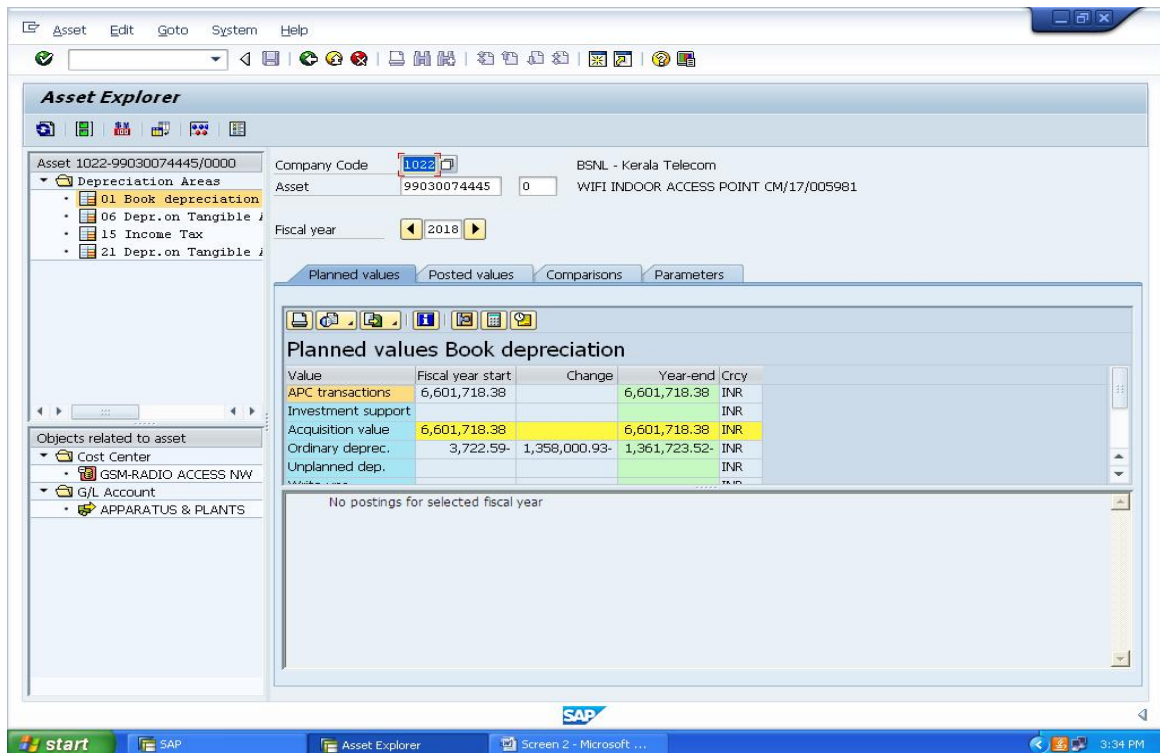 Asset Edit Goto System Help
Asset Explorer
Asset 1022-99030074445/0000
Depreciation Areas
01 Book depreciation
06 Depr.on Tangible
15 Income Tax
21 Depr.on Tangible
Objects related to asset
Cost Center
GSM-RADIO ACCESS NW
G/L Account
APPARATUS & PLANTS
Company Code 1022 BSNL - Kerala Telecom
Asset 99030074445 0 WIFI INDOOR ACCESS POINT CM/17/005981
Fiscal year 2018
Planned values Posted values Comparisons Parameters
Planned values Book depreciation
Value Fiscal year start Change Year-end Crcy
APC transactions 6,601,718.38 6,601,718.38 INR
Investment support INR
Acquisition value 6,601,718.38 6,601,718.38 INR
Ordinary deprec. 3,722.59- 1,358,000.93- 1,361,723.52- INR
Unplanned dep. INR
No postings for selected fiscal year
SAP
start SAP Asset Explorer Screen 2 - Microsoft ... 3:34 PM